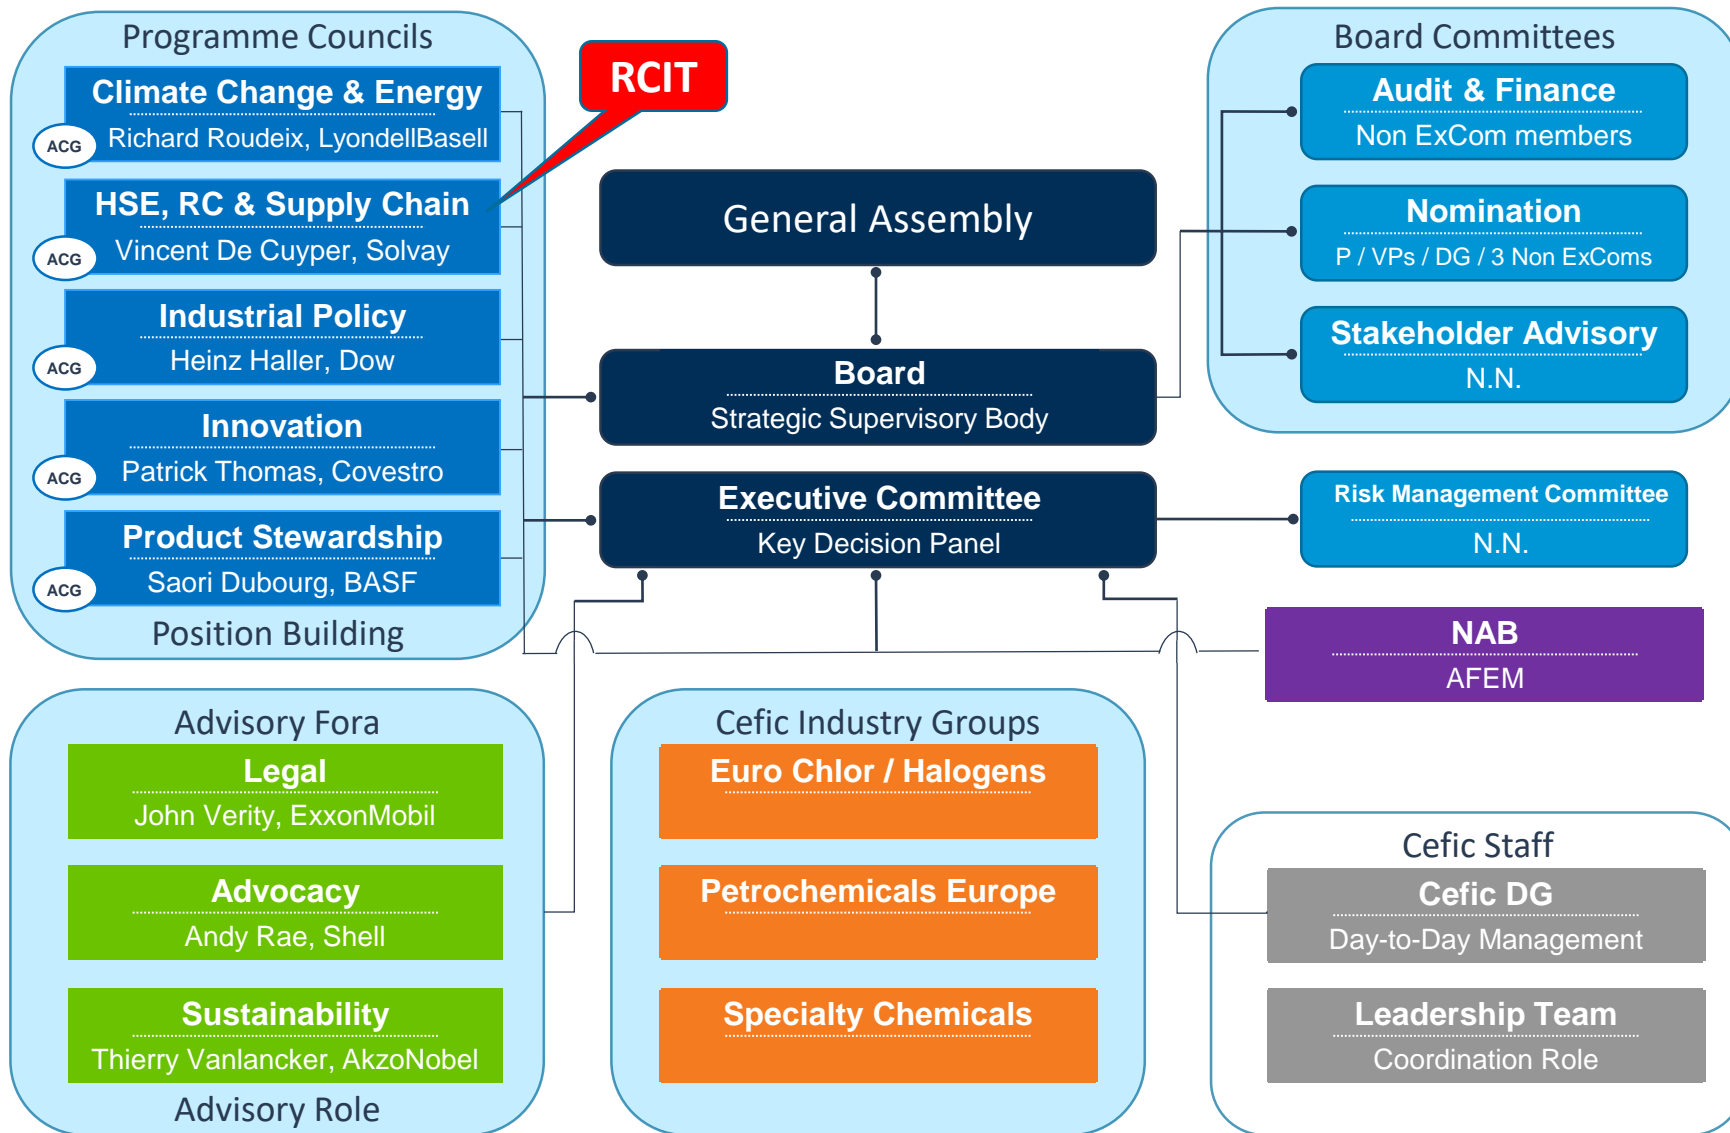 Programme Councils
Climate Change & Energy
Richard Roudeix, LyondellBasell
ACG
HSE, RC & Supply Chain
Vincent De Cuyper, Solvay
ACG
Industrial Policy
Heinz Haller, Dow
ACG
Innovation
Patrick Thomas, Covestro
ACG
Product Stewardship
Saori Dubourg, BASF
ACG
Position Building
RCIT
General Assembly
Board
Strategic Supervisory Body
Executive Committee
Key Decision Panel
Board Committees
Audit & Finance
Non ExCom members
Nomination
P / VPs / DG / 3 Non ExComs
Stakeholder Advisory
N.N.
Risk Management Committee
N.N.
NAB
AFEM
Advisory Fora
Legal
John Verity, ExxonMobil
Advocacy
Andy Rae, Shell
Sustainability
Thierry Vanlancker, AkzoNobel
Advisory Role
Cefic Industry Groups
Euro Chlor / Halogens
Petrochemicals Europe
Specialty Chemicals
Cefic Staff
Cefic DG
Day-to-Day Management
Leadership Team
Coordination Role